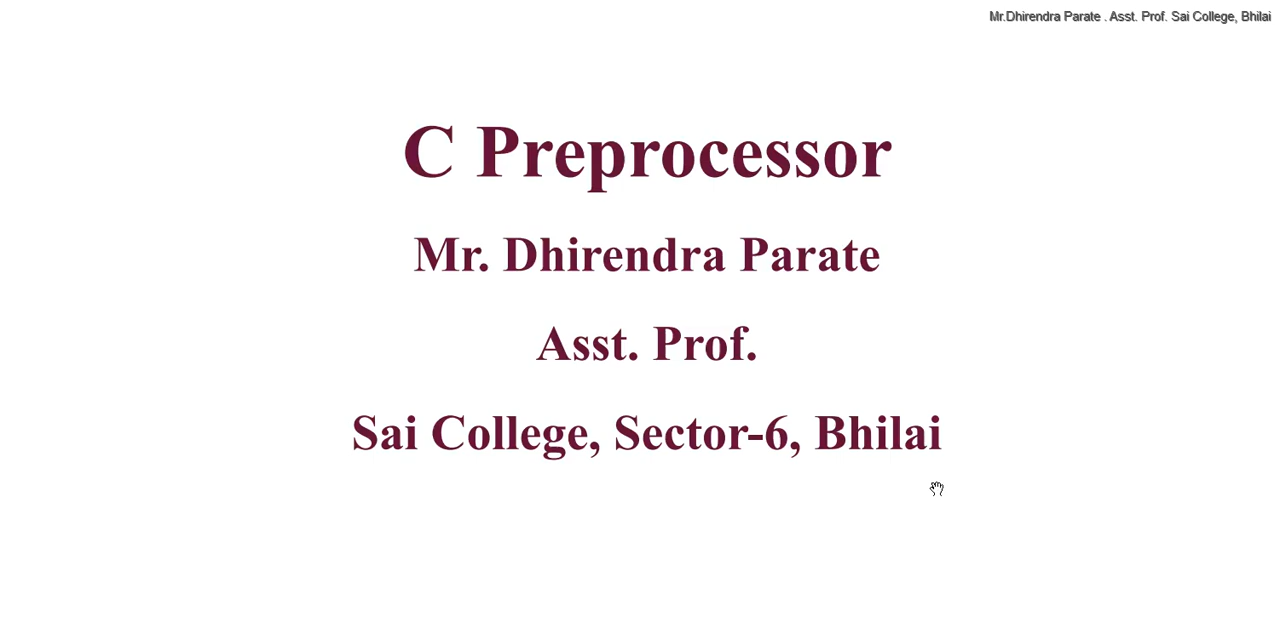 Mr.Dhirendra Parate . Asst. Prof. Sai College, Bhilai
C Preprocessor
Mr. Dhirendra Parate
Asst. Prof.
Sai College, Sector-6, Bhilai